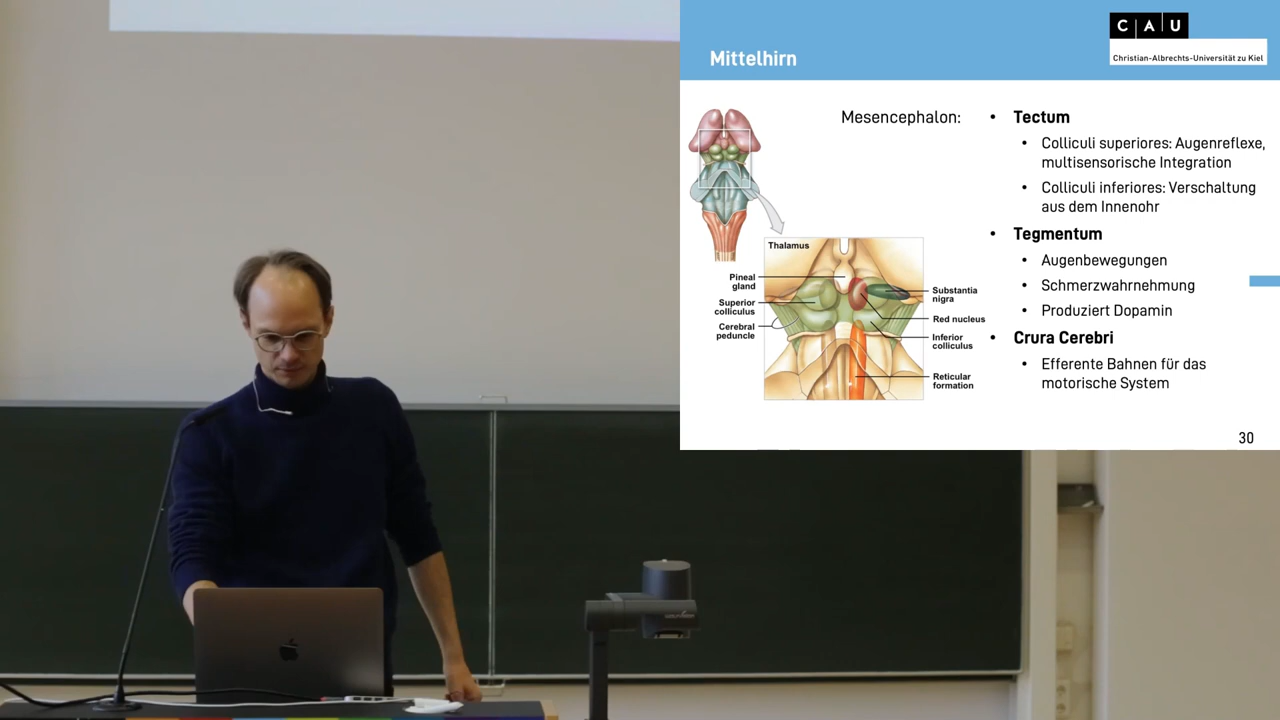 Mittelhirn
CAU
Christian-Albrechts-Universität zu Kiel
Mesencephalon:
• Tectum
• Colliculi superiores: Augenreflexe,
multisensorische Integration
• Colliculi inferiores: Verschaltung
aus dem Innenohr
• Tegmentum
• Augenbewegungen
• Schmerzwahrnehmung
• Produziert Dopamin
• Crura Cerebri
• Efferente Bahnen für das
motorische System
Thalamus
Pineal
gland
Superior
colliculus
Cerebral
peduncle
Substantia
nigra
Red nucleus
Inferior
colliculus
Reticular
formation
30